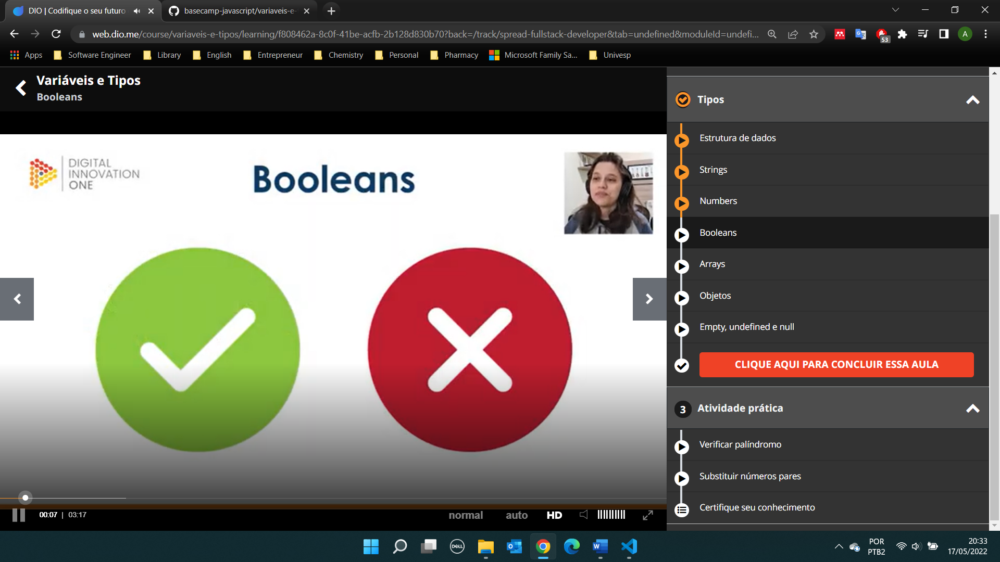 DIO | Codifique o seu futuro
basecamp-javascript/variaveis-e-
web.dio.me/course/variaveis-e-tipos/learning/f808462a-8c0f-41be-acfb-2b128d830b70?back=/track/spread-fullstack-developer&tab=undefined&moduleId=undefi...
53
A
Apps
Software Engineer
Library
English
Entrepreneur
Chemistry
Personal
Pharmacy
Microsoft Family Sa...
Univesp
Variáveis e Tipos
Booleans
DIGITAL
INNOVATION
ONE
Booleans
00:07 | 03:17
normal
auto
HD
Tipos
Estrutura de dados
Strings
Numbers
Booleans
Arrays
Objetos
Empty, undefined e null
CLIQUE AQUI PARA CONCLUIR ESSA AULA
3 Atividade prática
Verificar palíndromo
Substituir números pares
Certifique seu conhecimento
DELL
POR
PTB2
20:33
17/05/2022